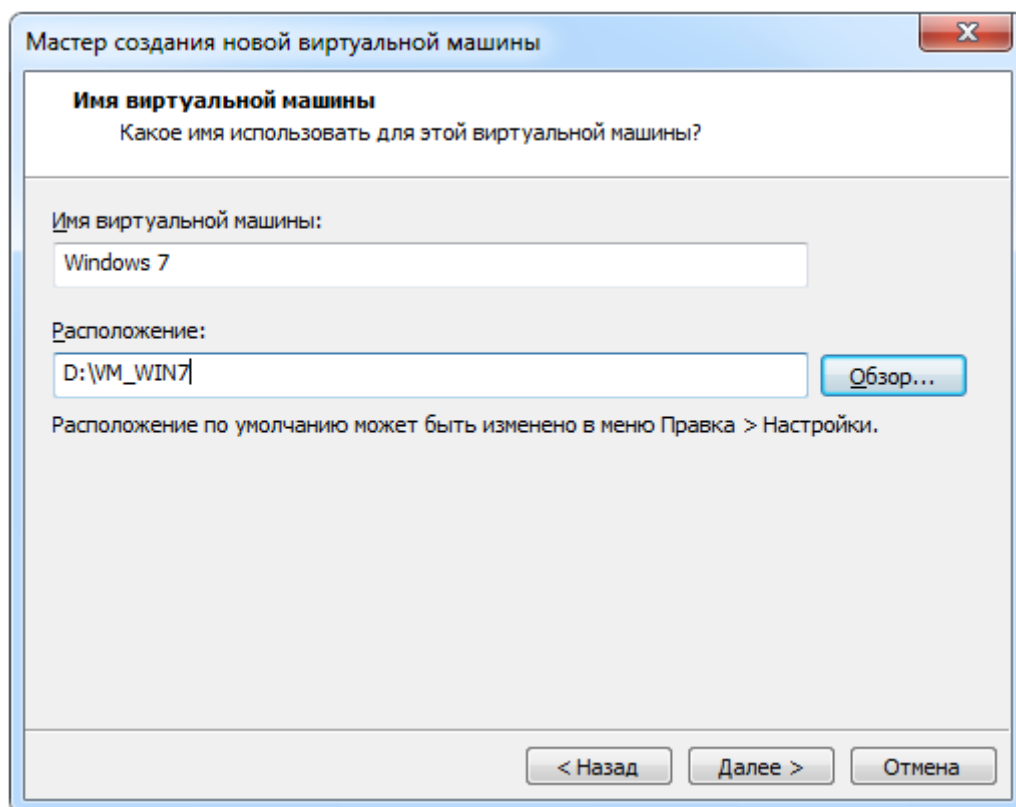 Мастер создания новой виртуальной машины
Имя виртуальной машины
Какое имя использовать для этой виртуальной машины?
Имя виртуальной машины:
Windows 7
Расположение:
D:\VM_WIN7
Обзор...
Расположение по умолчанию может быть изменено в меню Правка > Настройки.
< Назад
Далее >
Отмена